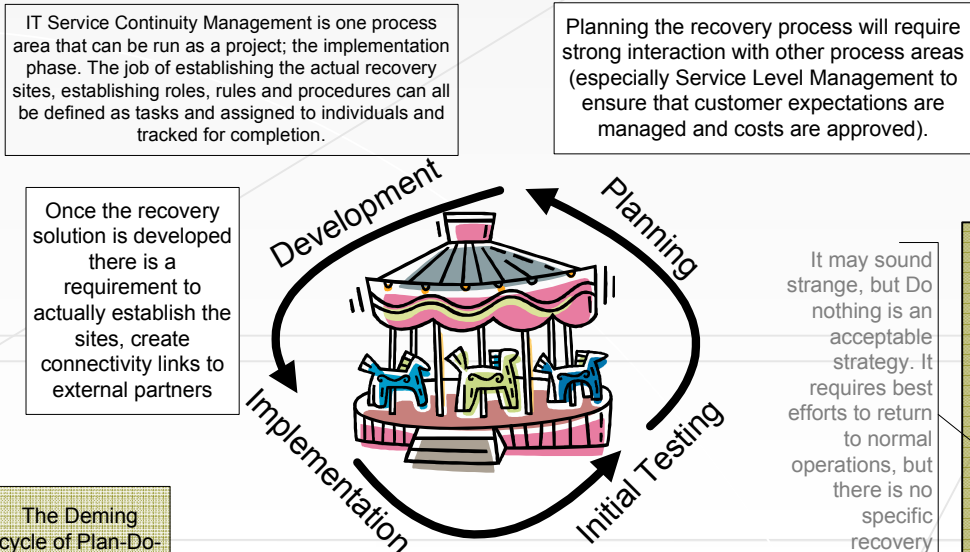 IT Service Continuity Management is one process
area that can be run as a project; the implementation
phase. The job of establishing the actual recovery
sites, establishing roles, rules and procedures can all
be defined as tasks and assigned to individuals and
tracked for completion.
Planning the recovery process will require
strong interaction with other process areas
(especially Service Level Management to
ensure that customer expectations are
managed and costs are approved).
Once the recovery
solution is developed
there is a
requirement to
actually establish the
sites, create
connectivity links to
external partners
Development
Planning
Implementation
Initial Testing
It may sound
strange, but Do
nothing is an
acceptable
strategy. It
requires best
efforts to return
to normal
operations, but
there is no
specific
recovery
The Deming
cycle of Plan-Do-